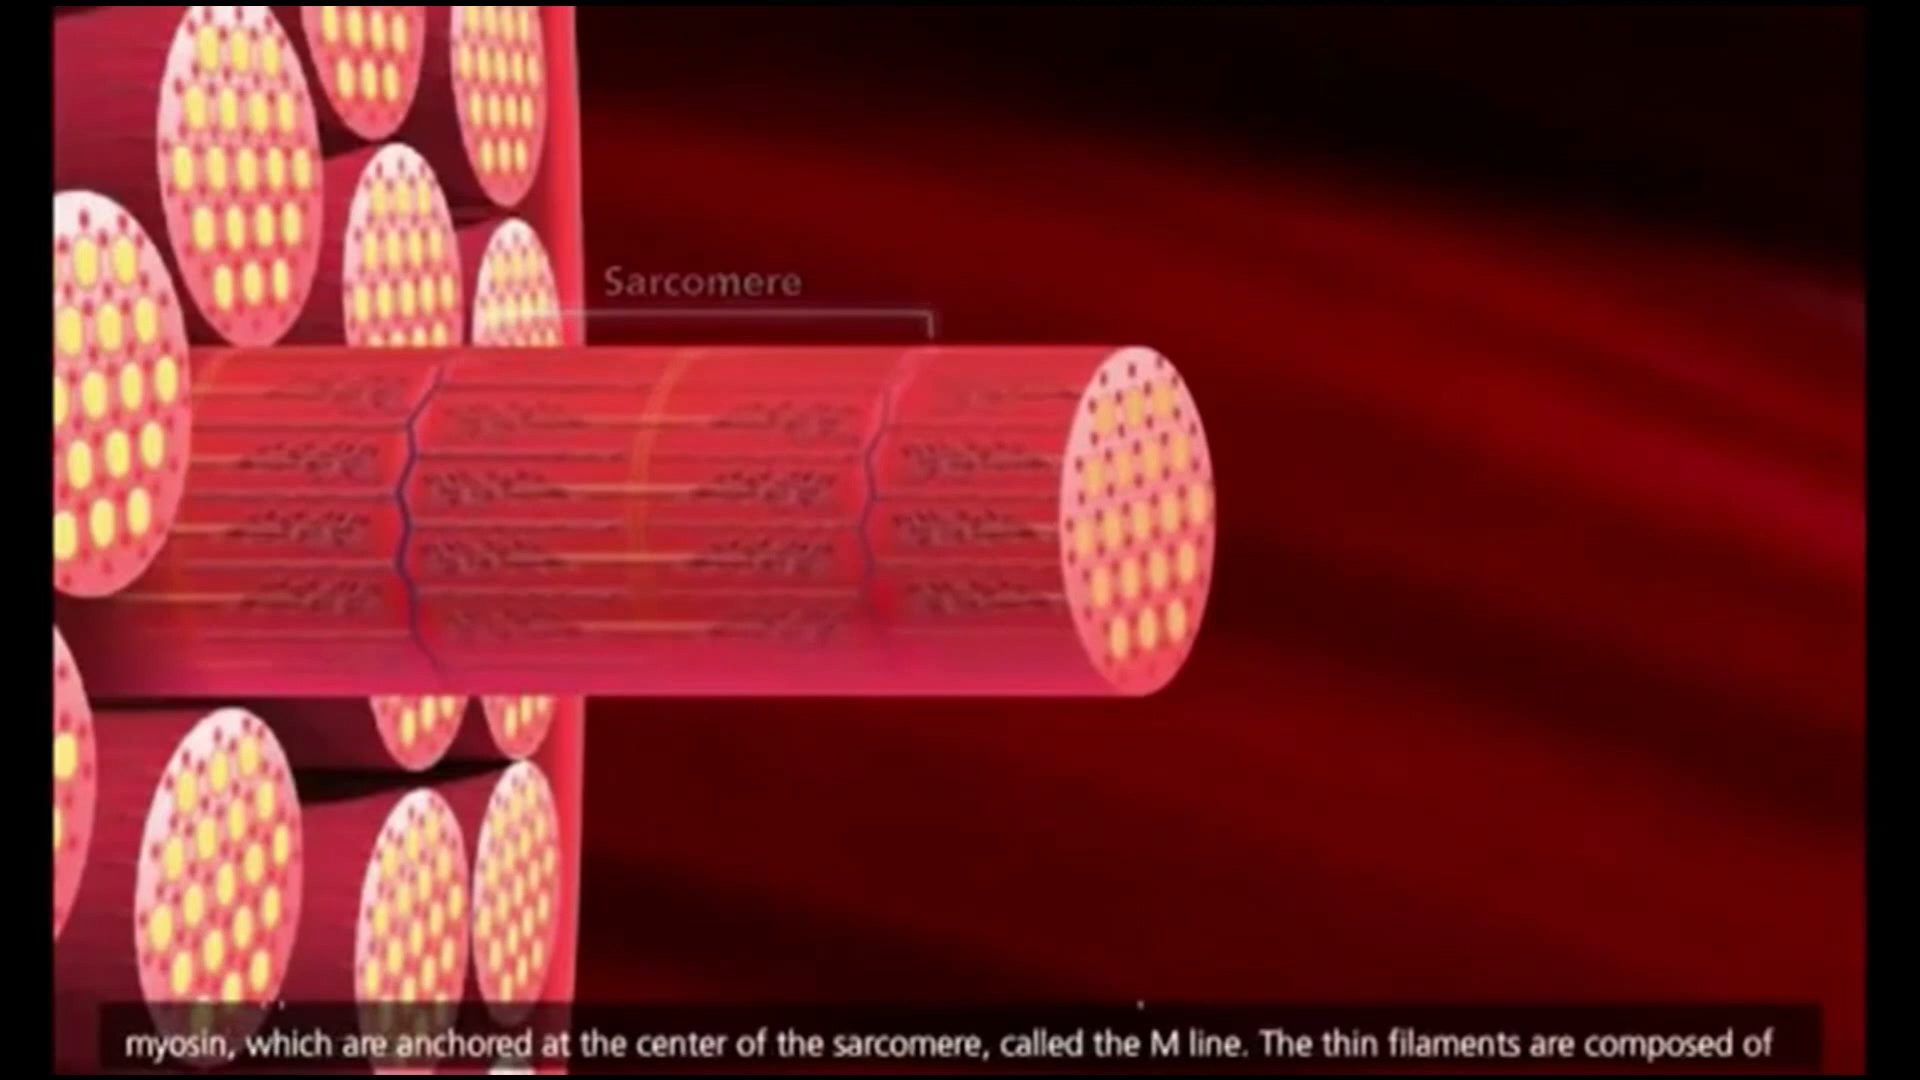 Sarcomere
myosin, which are anchored at the center of the sarcomere, called the M line. The thin filaments are composed of